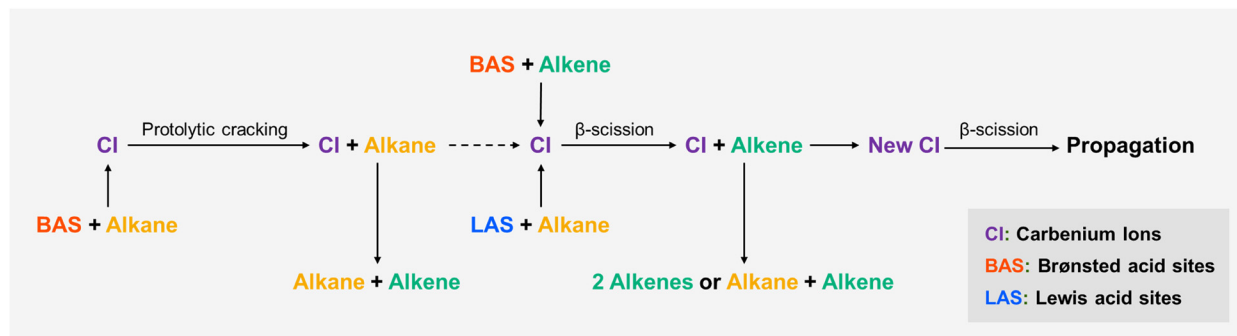 BAS + Alkene
Protolytic cracking
β-scission
β-scission
CI
CI + Alkane
CI
CI + Alkene
New CI
Propagation
BAS + Alkane
LAS + Alkane
CI: Carbenium Ions
BAS: Brønsted acid sites
LAS: Lewis acid sites
Alkane + Alkene
2 Alkenes or Alkane + Alkene